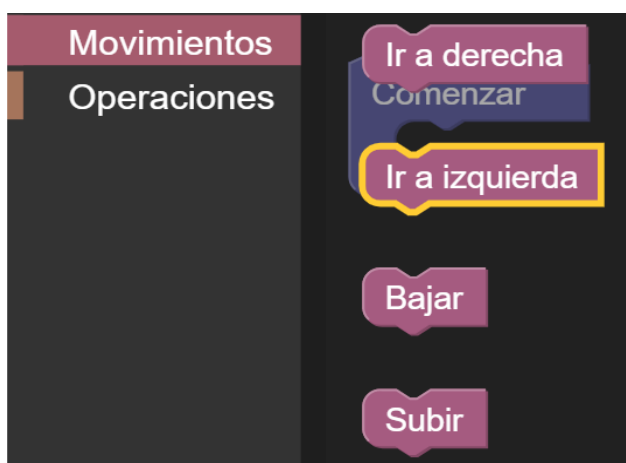 Movimientos
Operaciones
Ir a derecha
Comenzar
Ir a izquierda
Bajar
Subir